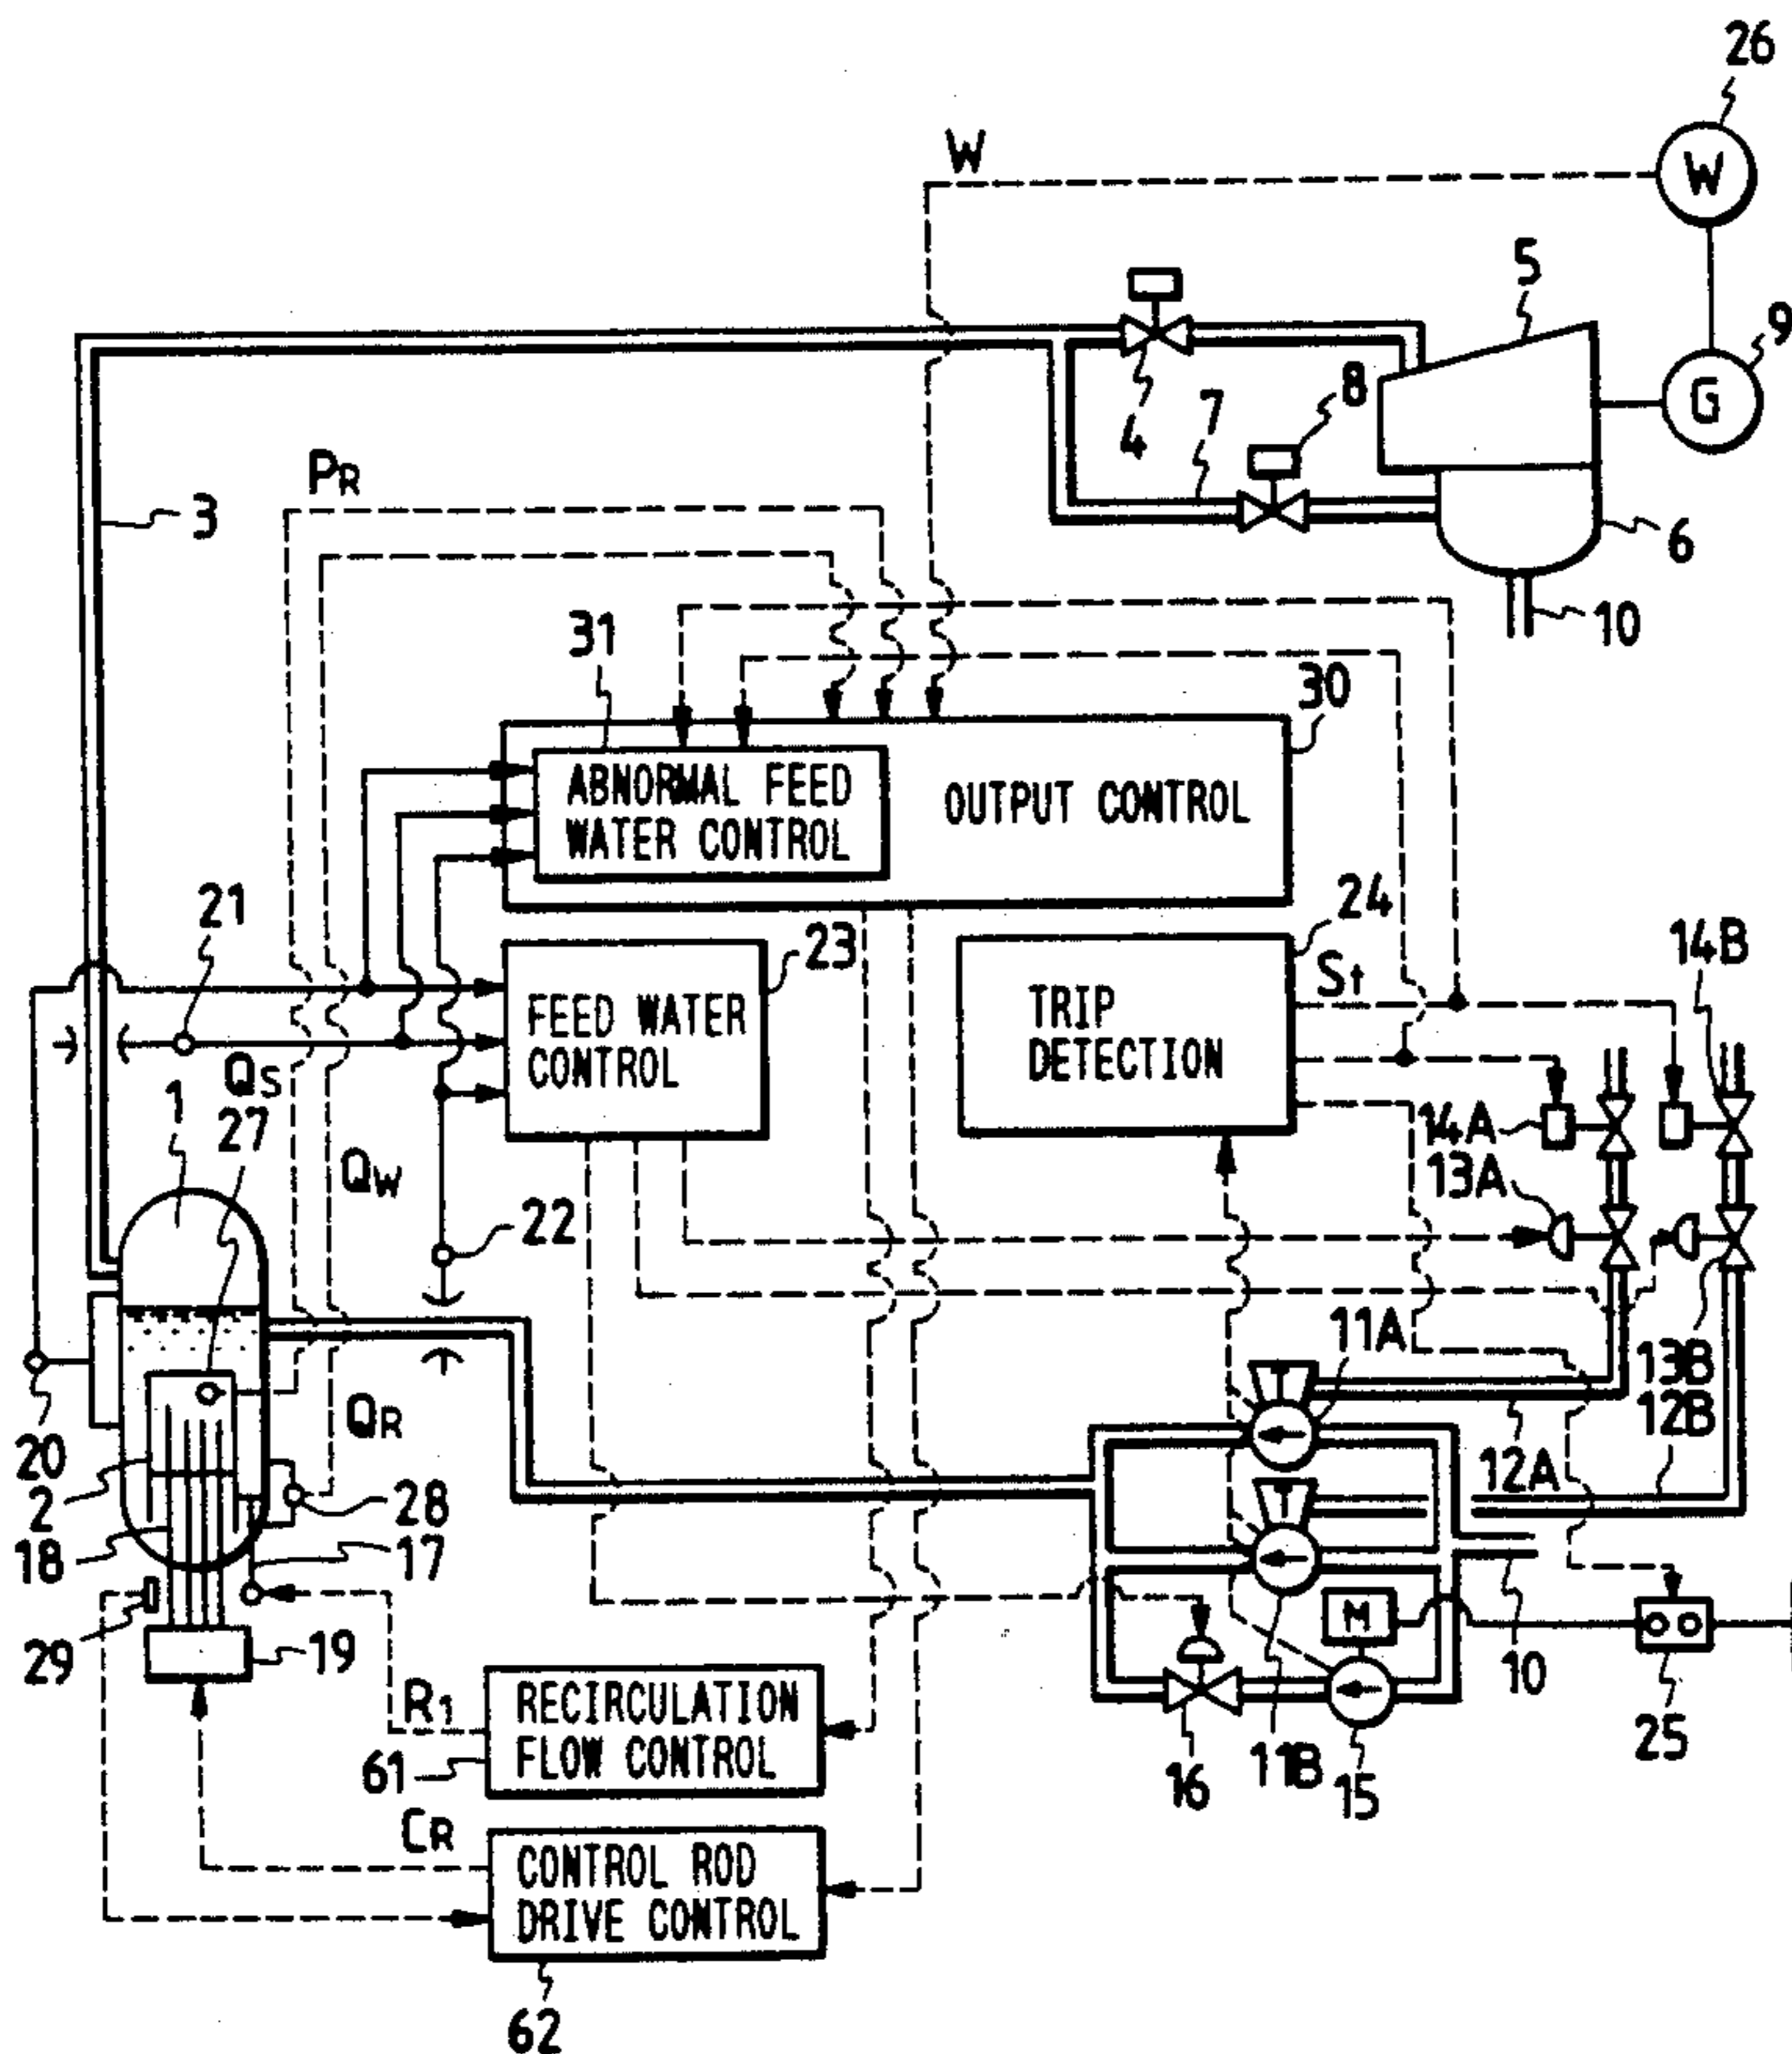 26
W
W
5
9
G
8
7
4
PR
3
6
10
31
30
ABNORMAL FEED
WATER CONTROL
OUTPUT CONTROL
21
23
24
14B
St
FEED WATER
CONTROL
TRIP
DETECTION
QS
1
27
14A
13A
QW
22
11A
13B
12B
QR
20
12A
2
28
18
17
M
29
19
10
R1
RECIRCULATION
FLOW CONTROL
61
25
16
11B
15
CR
CONTROL ROD
DRIVE CONTROL
62